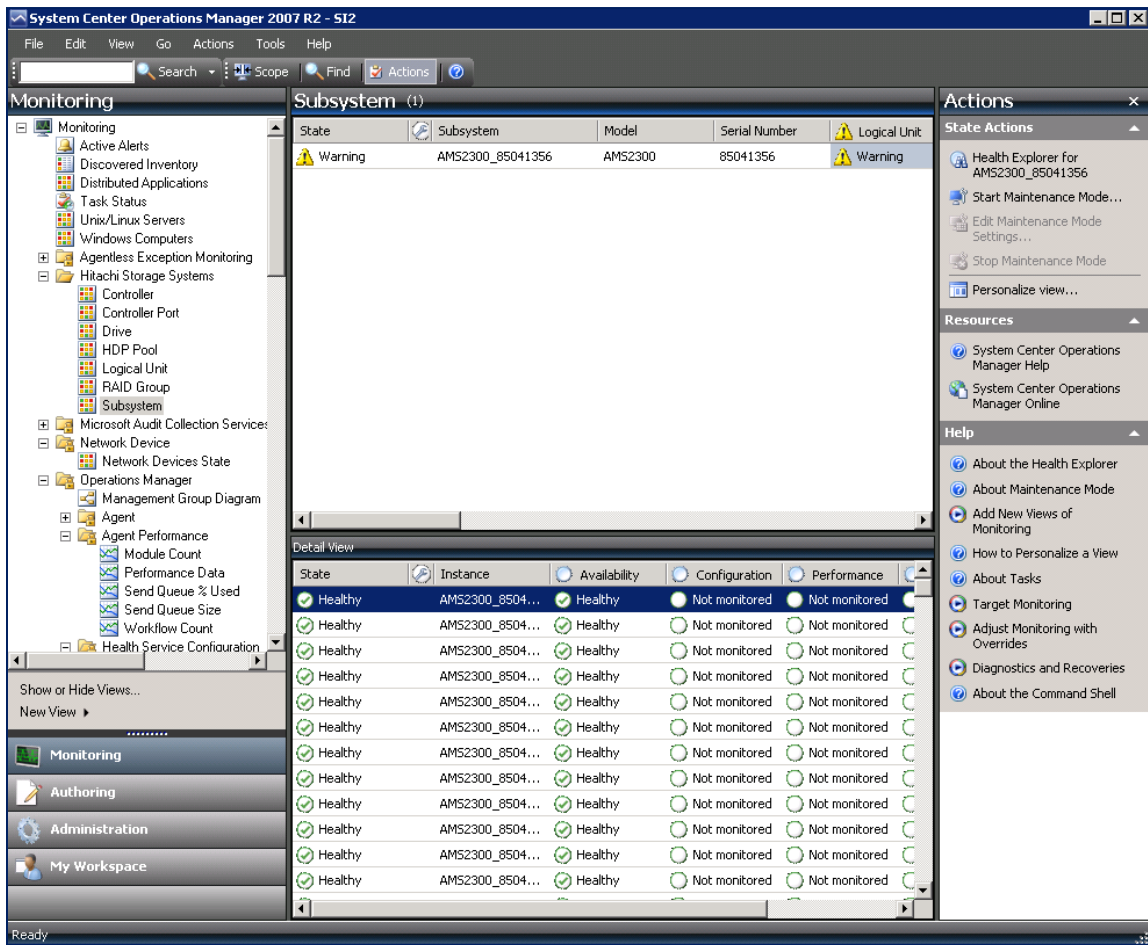 System Center Operations Manager 2007 R2 - SI2
File Edit View Go Actions Tools Help
Search Scope Find Actions
Monitoring
Monitoring
Active Alerts
Discovered Inventory
Distributed Applications
Task Status
Unix/Linux Servers
Windows Computers
Agentless Exception Monitoring
Hitachi Storage Systems
Controller
Controller Port
Drive
HDP Pool
Logical Unit
RAID Group
Subsystem
Microsoft Audit Collection Services
Network Device
Network Devices State
Operations Manager
Management Group Diagram
Agent
Agent Performance
Module Count
Performance Data
Send Queue % Used
Send Queue Size
Workflow Count
Health Service Configuration
Show or Hide Views...
New View
Monitoring
Authoring
Administration
My Workspace
Subsystem (1)
State Subsystem Model Serial Number Logical Unit
Warning AMS2300_85041356 AMS2300 85041356 Warning
Detail View
State Instance Availability Configuration Performance
Healthy AMS2300_8504... Healthy Not monitored Not monitored
Healthy AMS2300_8504... Healthy Not monitored Not monitored
Healthy AMS2300_8504... Healthy Not monitored Not monitored
Healthy AMS2300_8504... Healthy Not monitored Not monitored
Healthy AMS2300_8504... Healthy Not monitored Not monitored
Healthy AMS2300_8504... Healthy Not monitored Not monitored
Healthy AMS2300_8504... Healthy Not monitored Not monitored
Healthy AMS2300_8504... Healthy Not monitored Not monitored
Healthy AMS2300_8504... Healthy Not monitored Not monitored
Healthy AMS2300_8504... Healthy Not monitored Not monitored
Healthy AMS2300_8504... Healthy Not monitored Not monitored
Healthy AMS2300_8504... Healthy Not monitored Not monitored
Actions
State Actions
Health Explorer for
AMS2300_85041356
Start Maintenance Mode...
Edit Maintenance Mode
Settings...
Stop Maintenance Mode
Personalize view...
Resources
System Center Operations
Manager Help
System Center Operations
Manager Online
Help
About the Health Explorer
About Maintenance Mode
Add New Views of
Monitoring
How to Personalize a View
About Tasks
Target Monitoring
Adjust Monitoring with
Overrides
Diagnostics and Recoveries
About the Command Shell
Ready